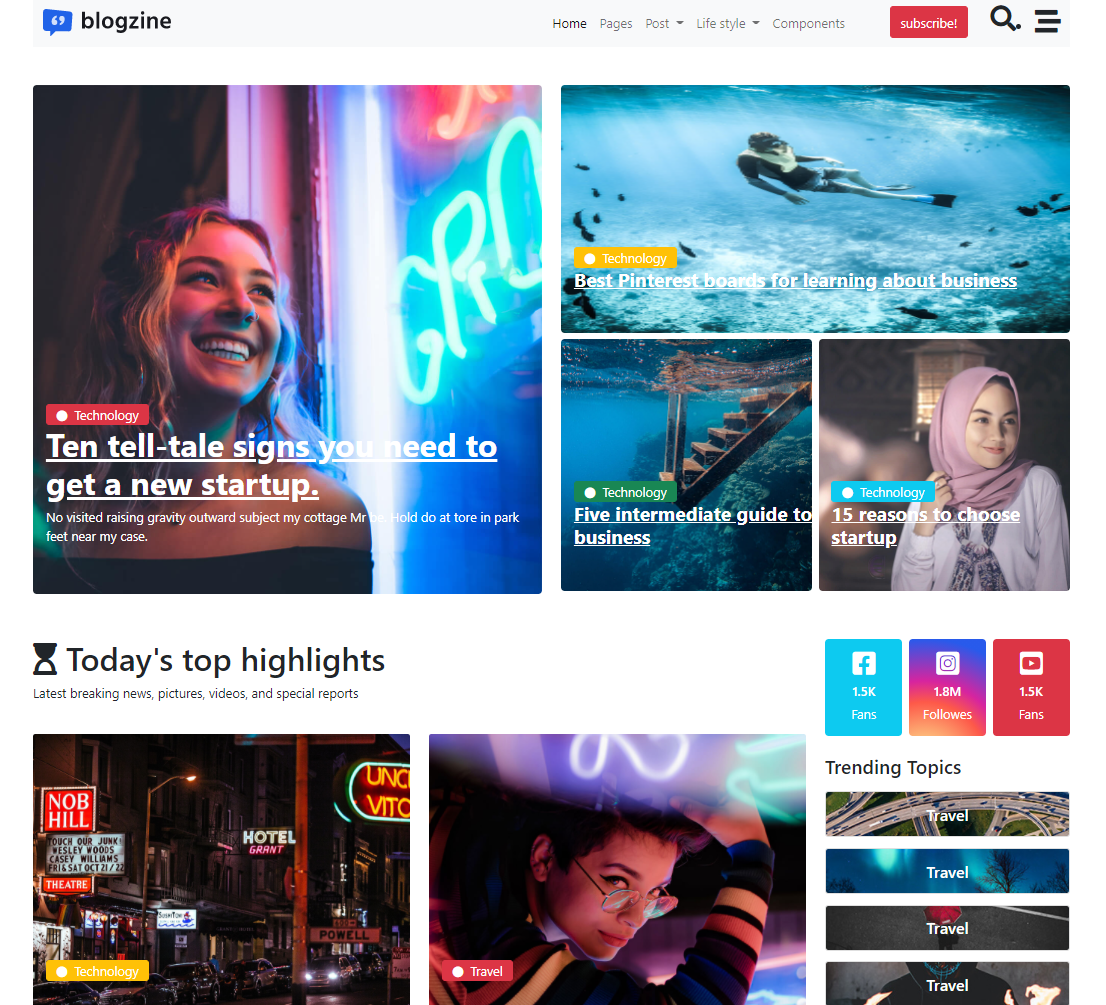 blogzine
Home Pages Post Life style Components subscribe!
Technology
Ten tell-tale signs you need to
get a new startup.
No visited raising gravity outward subject my cottage Mr be. Hold do at tore in park
feet near my case.
Technology
Best Pinterest boards for learning about business
Technology
Five intermediate guide to
business
Technology
15 reasons to choose
startup
Today's top highlights
Latest breaking news, pictures, videos, and special reports
1.5K
Fans
1.8M
Followes
1.5K
Fans
NOB
HILL
TOUCH OUR JUNK!
WESLEY WOODS
CASEY WILLIAMS
FRI & SAT OCT 21 / 22
THEATRE
HOTEL
GRANT
UNC
VITO
POWELL
Technology
Travel
Trending Topics
Travel
Travel
Travel
Travel